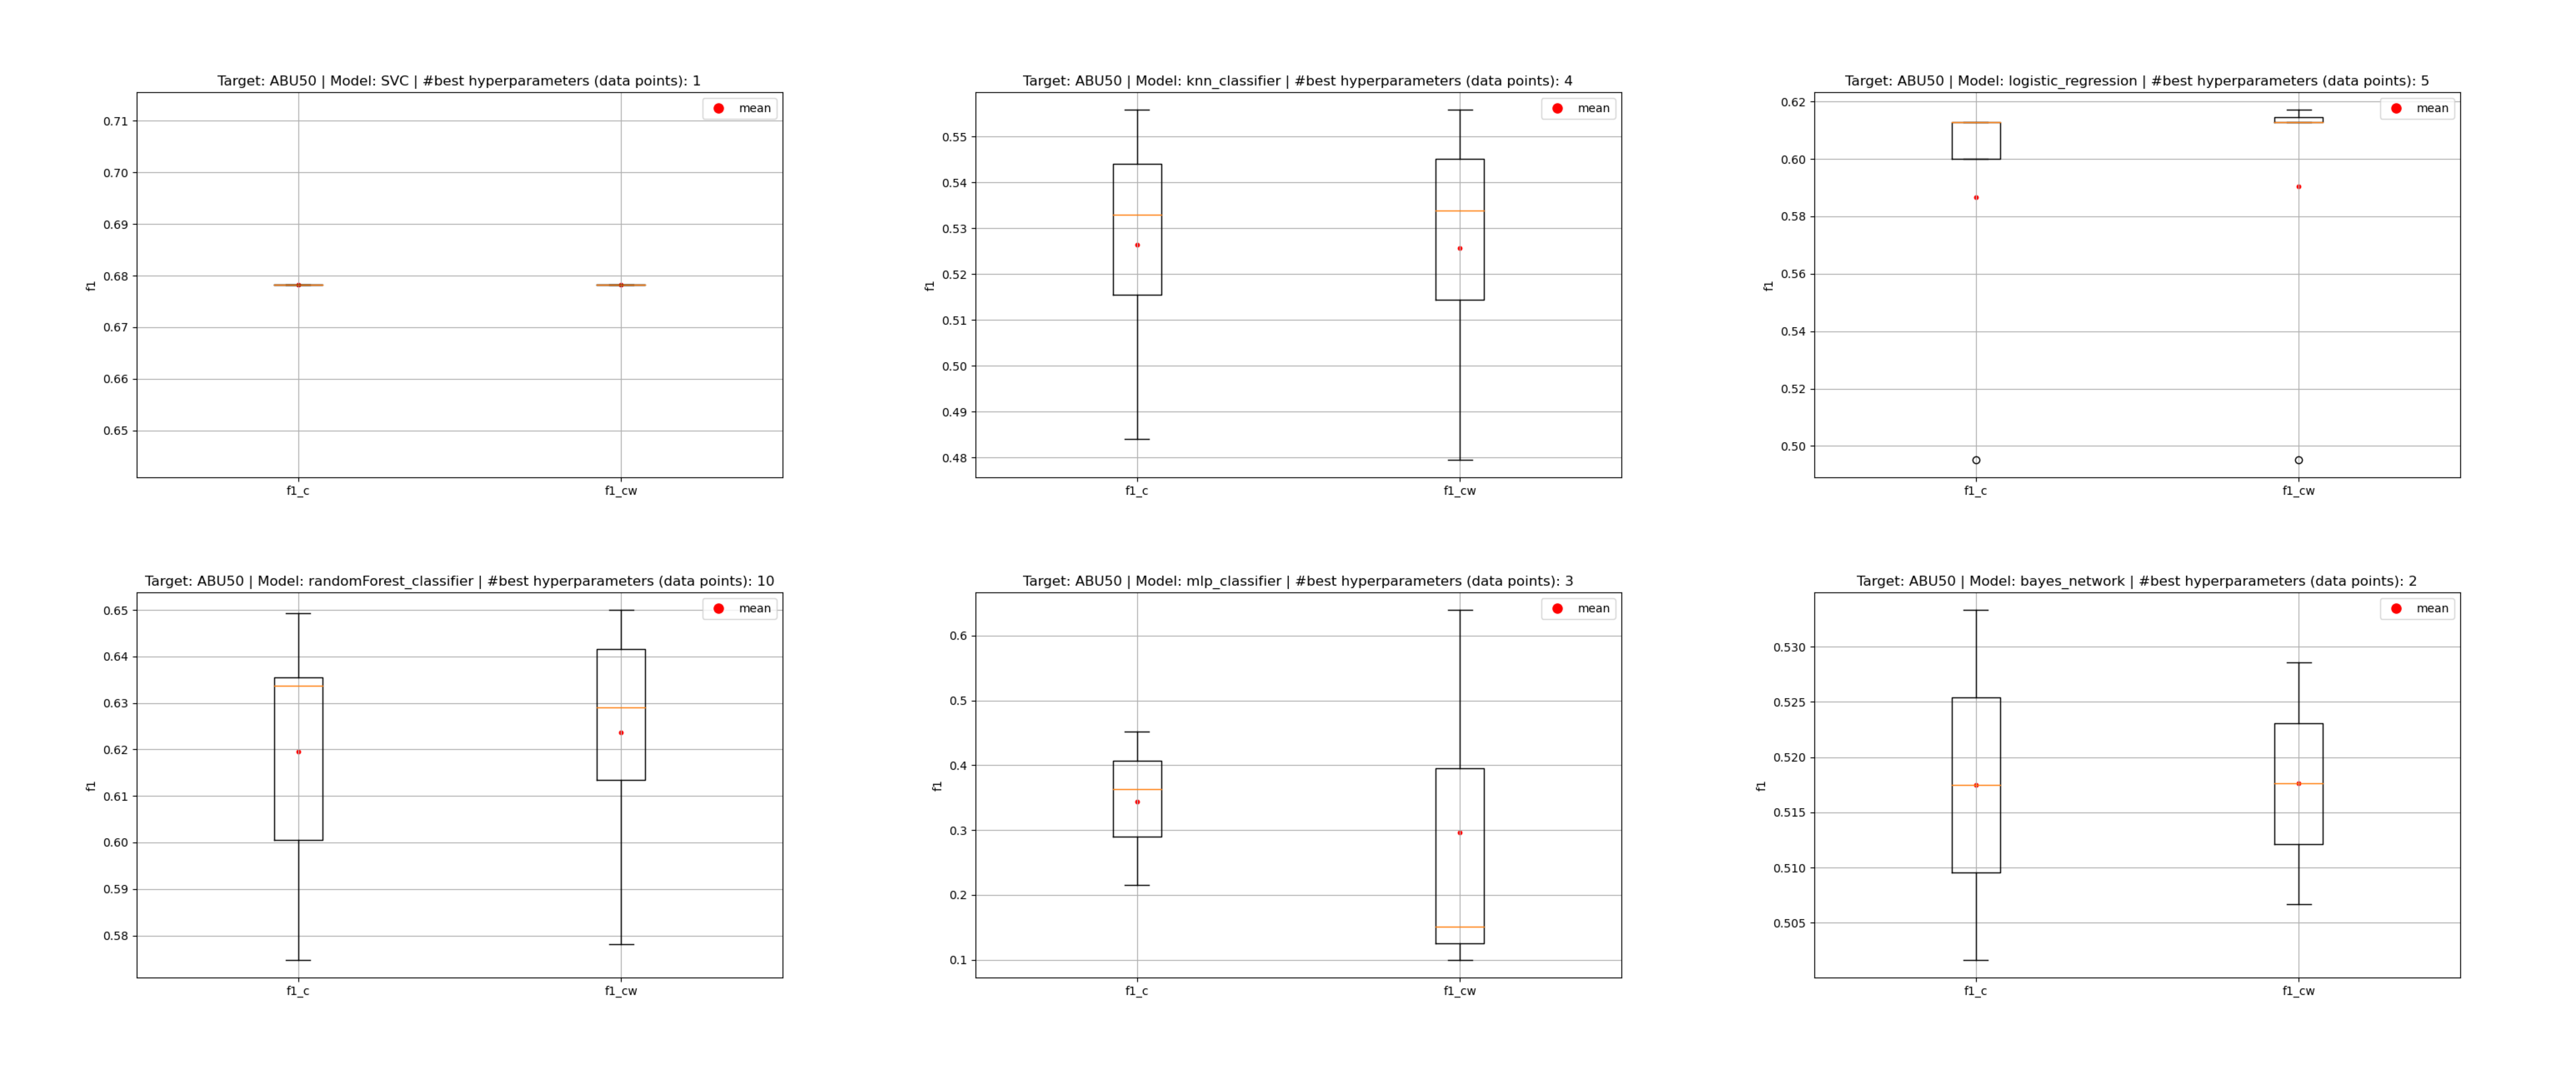 Target: ABU50 | Model: SVC | #best hyperparameters (data points): 1
mean
0.71
0.70
0.69
0.68
0.67
0.66
0.65
f1
f1_c
f1_cw
Target: ABU50 | Model: knn_classifier | #best hyperparameters (data points): 4
mean
0.55
0.54
0.53
0.52
0.51
0.50
0.49
0.48
f1
f1_c
f1_cw
Target: ABU50 | Model: logistic_regression | #best hyperparameters (data points): 5
mean
0.62
0.60
0.58
0.56
0.54
0.52
0.50
f1
f1_c
f1_cw
Target: ABU50 | Model: randomForest_classifier | #best hyperparameters (data points): 10
mean
0.65
0.64
0.63
0.62
0.61
0.60
0.59
0.58
f1
f1_c
f1_cw
Target: ABU50 | Model: mlp_classifier | #best hyperparameters (data points): 3
mean
0.6
0.5
0.4
0.3
0.2
0.1
f1
f1_c
f1_cw
Target: ABU50 | Model: bayes_network | #best hyperparameters (data points): 2
mean
0.530
0.525
0.520
0.515
0.510
0.505
f1
f1_c
f1_cw